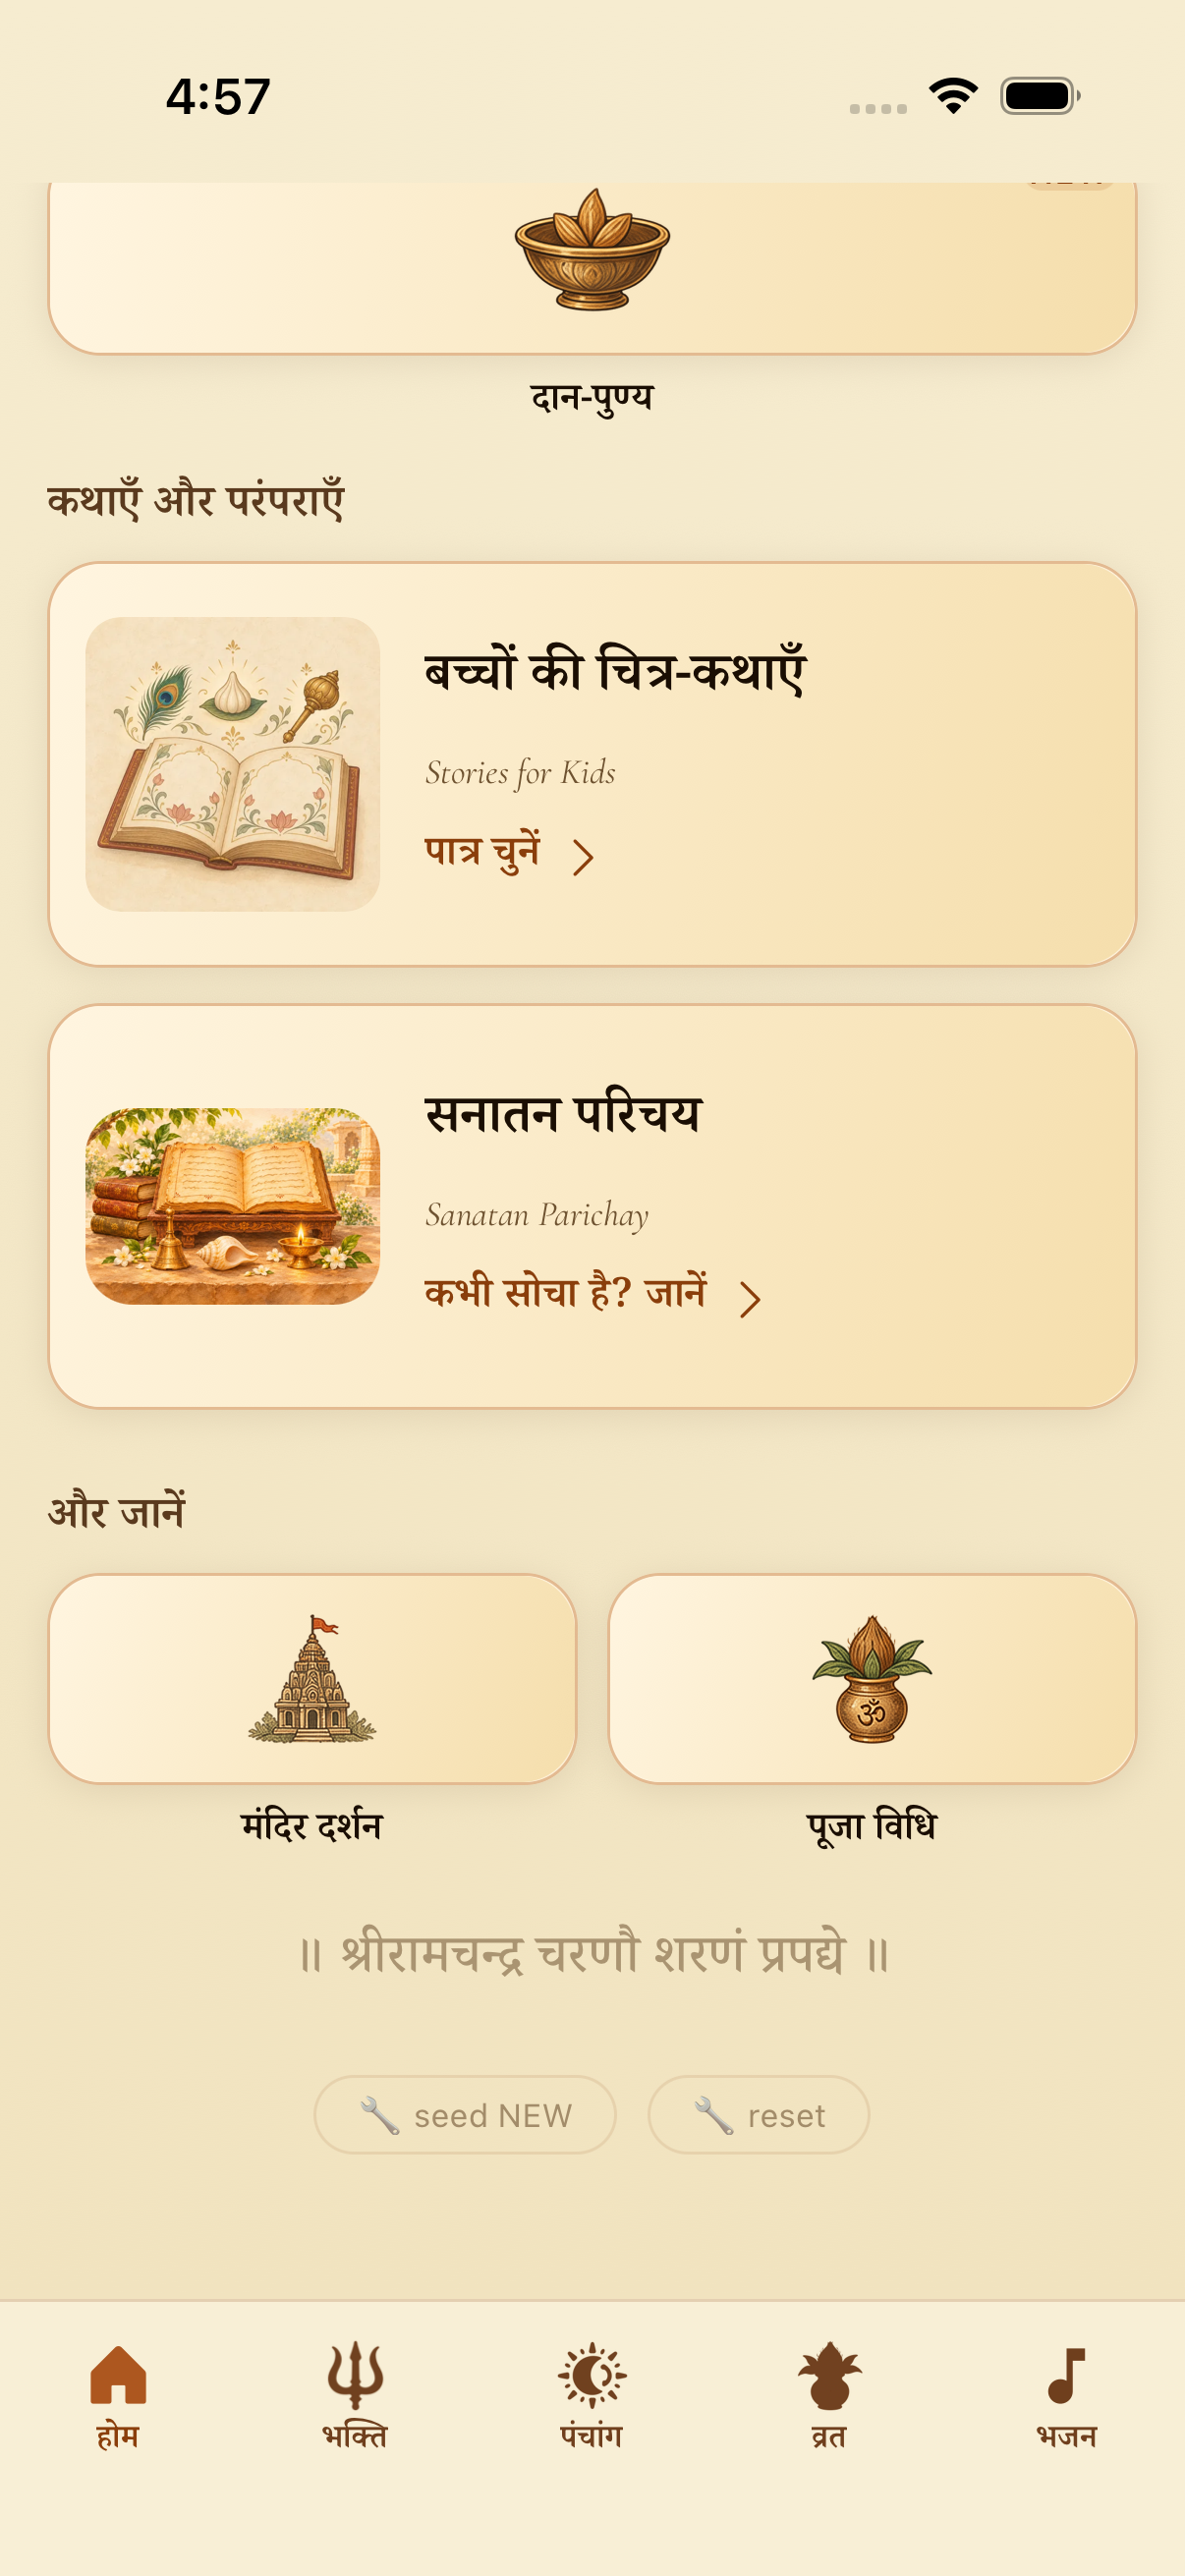 4:57
दान-पुण्य
कथाएँ और परंपराएँ
बच्चों की चित्र-कथाएँ
Stories for Kids
पात्र चुनें
सनातन परिचय
Sanatan Parichay
कभी सोचा है? जानें
और जानें
ॐ
मंदिर दर्शन
पूजा विधि
॥ श्रीरामचन्द्र चरणौ शरणं प्रपद्ये ॥
seed NEW
reset
होम
भक्ति
पंचांग
व्रत
भजन